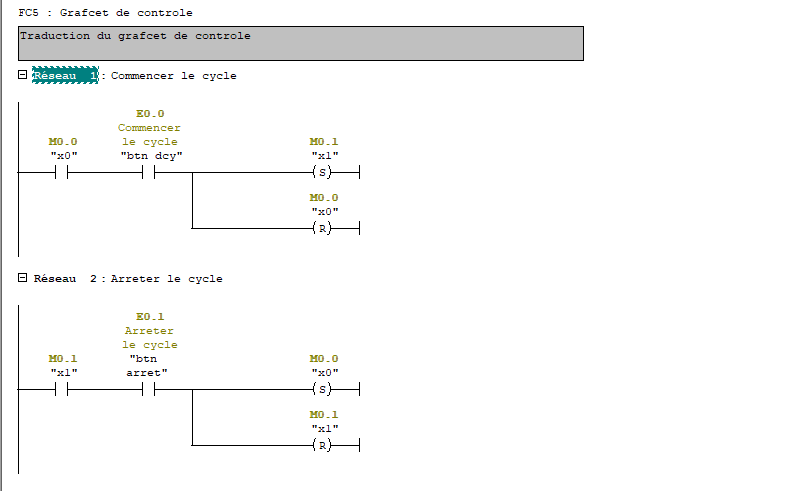 FC5 : Grafcet de controle
Traduction du grafcet de controle
Réseau 1: Commencer le cycle
E0.0
Commencer
M0.0 le cycle M0.1
"x0" "btn dcy" "x1"
(S)
M0.0
"x0"
(R)
Réseau 2 : Arreter le cycle
E0.1
Arreter
le cycle
M0.1 "btn M0.0
"x1" arret" "x0"
(S)
M0.1
"x1"
(R)